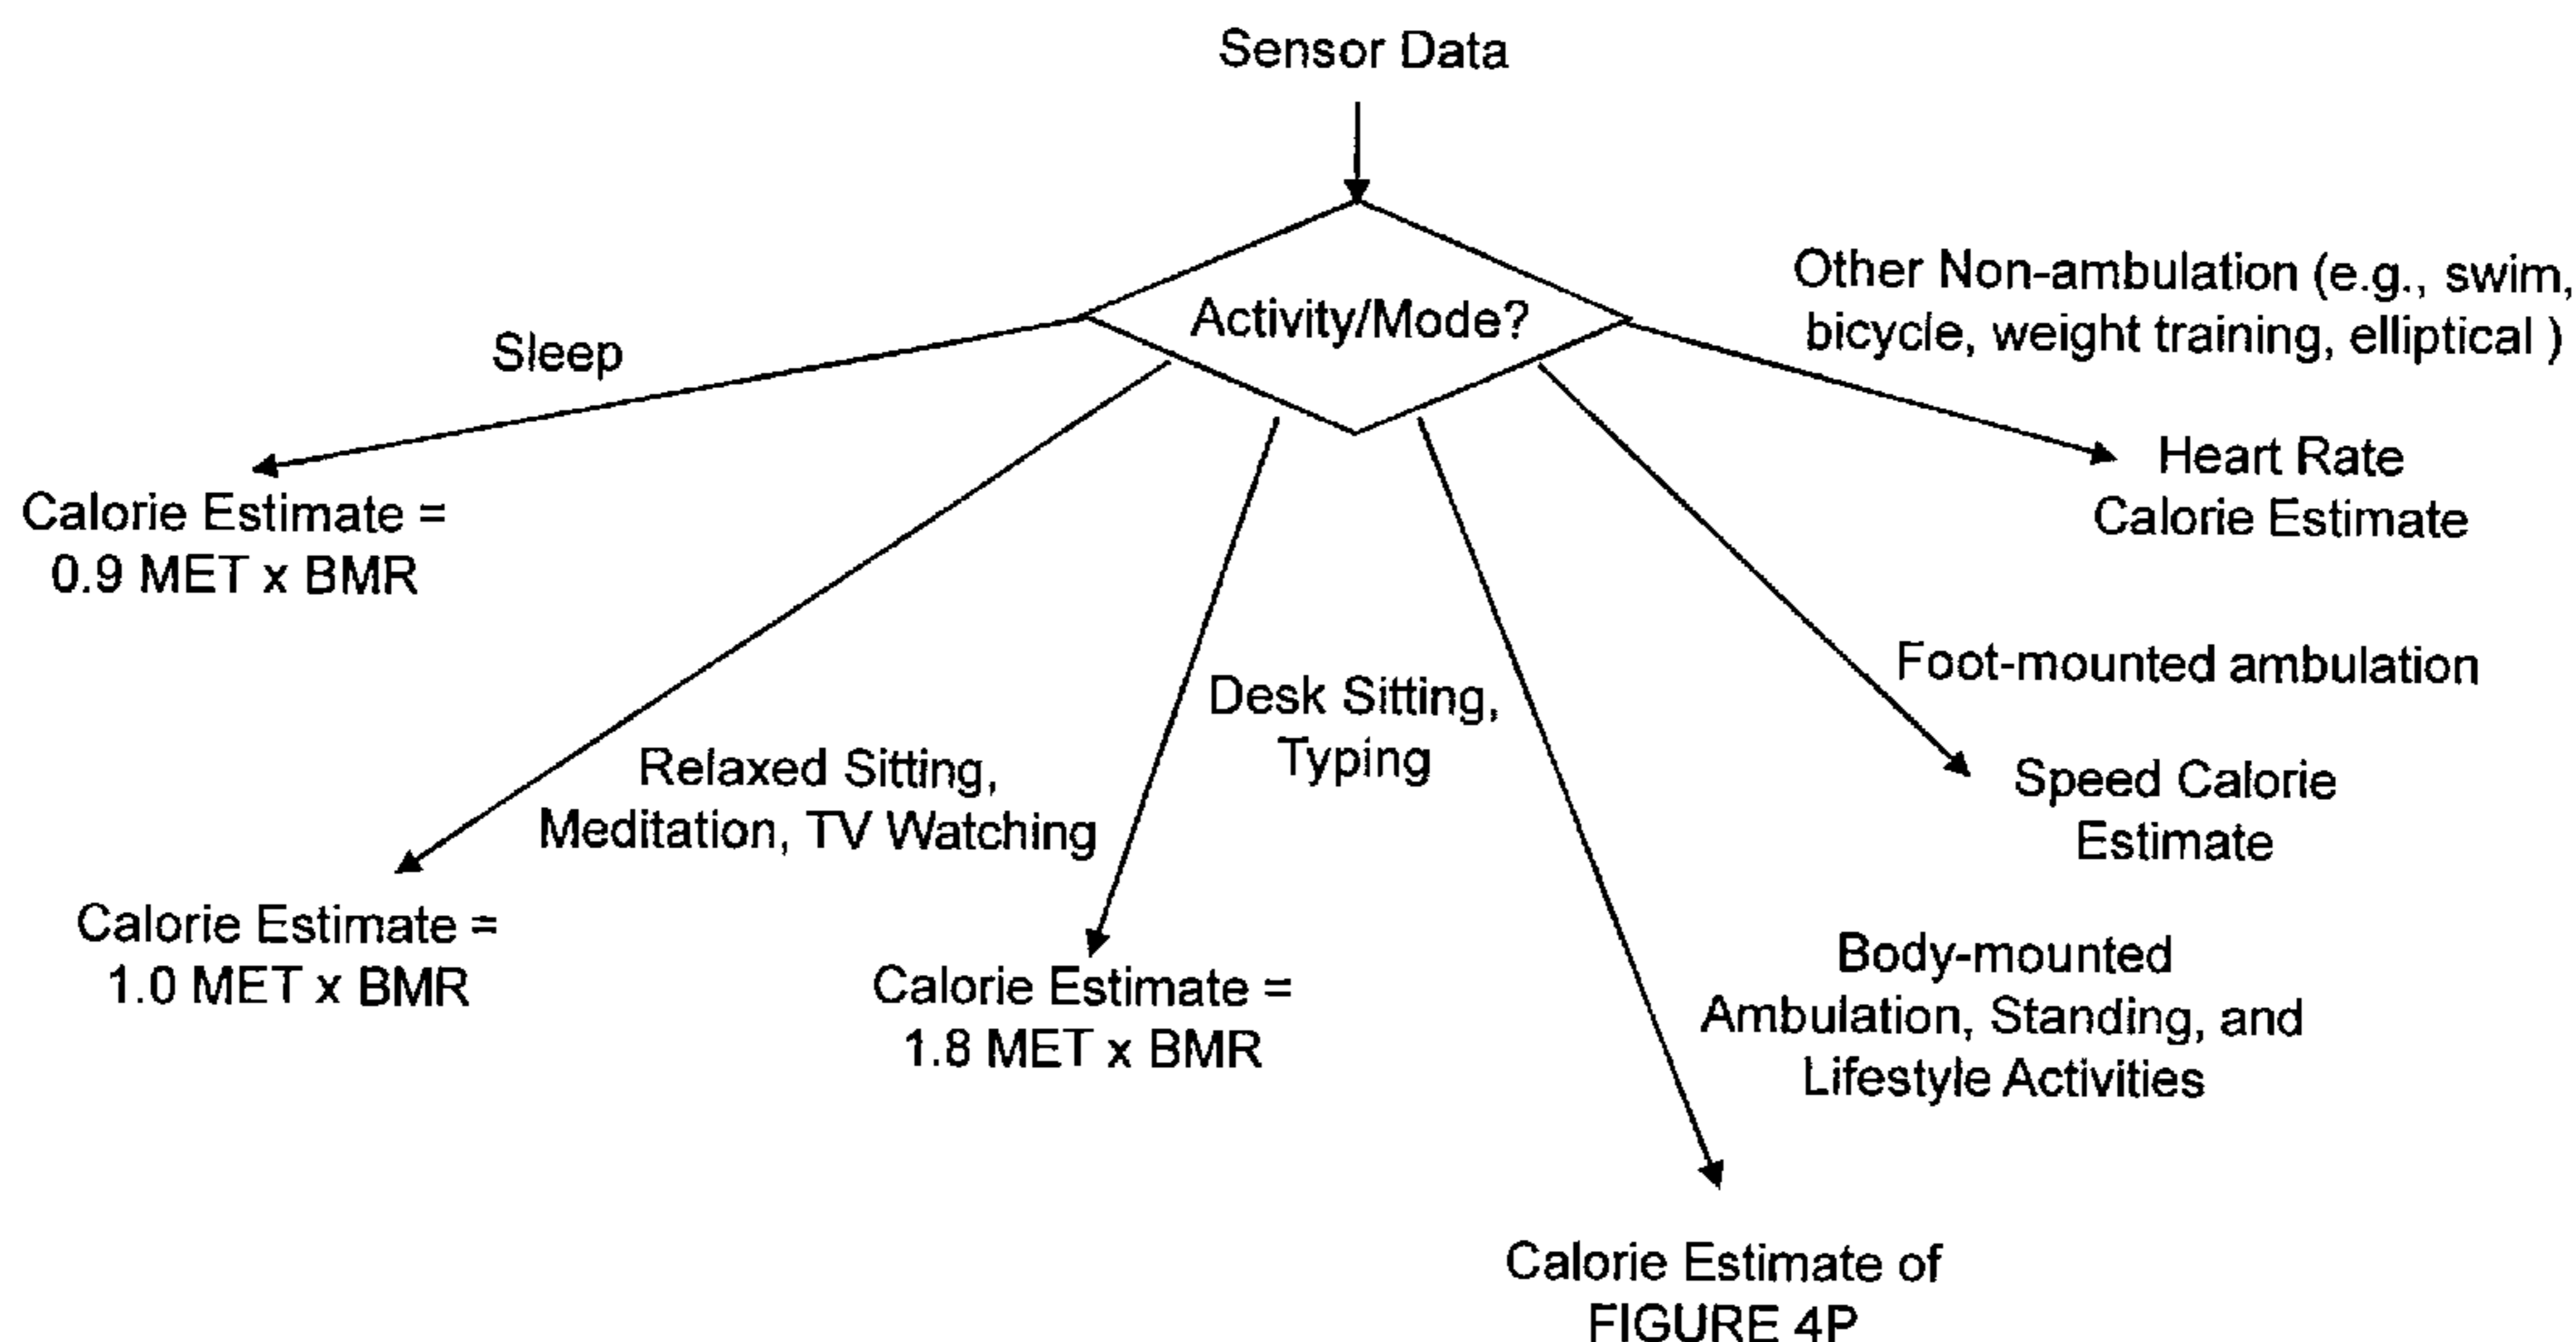 Sensor Data
Activity/Mode?
Sleep
Calorie Estimate =
0.9 MET x BMR
Relaxed Sitting,
Meditation, TV Watching
Calorie Estimate =
1.0 MET x BMR
Desk Sitting,
Typing
Calorie Estimate =
1.8 MET x BMR
Body-mounted
Ambulation, Standing, and
Lifestyle Activities
Calorie Estimate of
FIGURE 4P
Foot-mounted ambulation
Speed Calorie
Estimate
Other Non-ambulation (e.g., swim,
bicycle, weight training, elliptical )
Heart Rate
Calorie Estimate